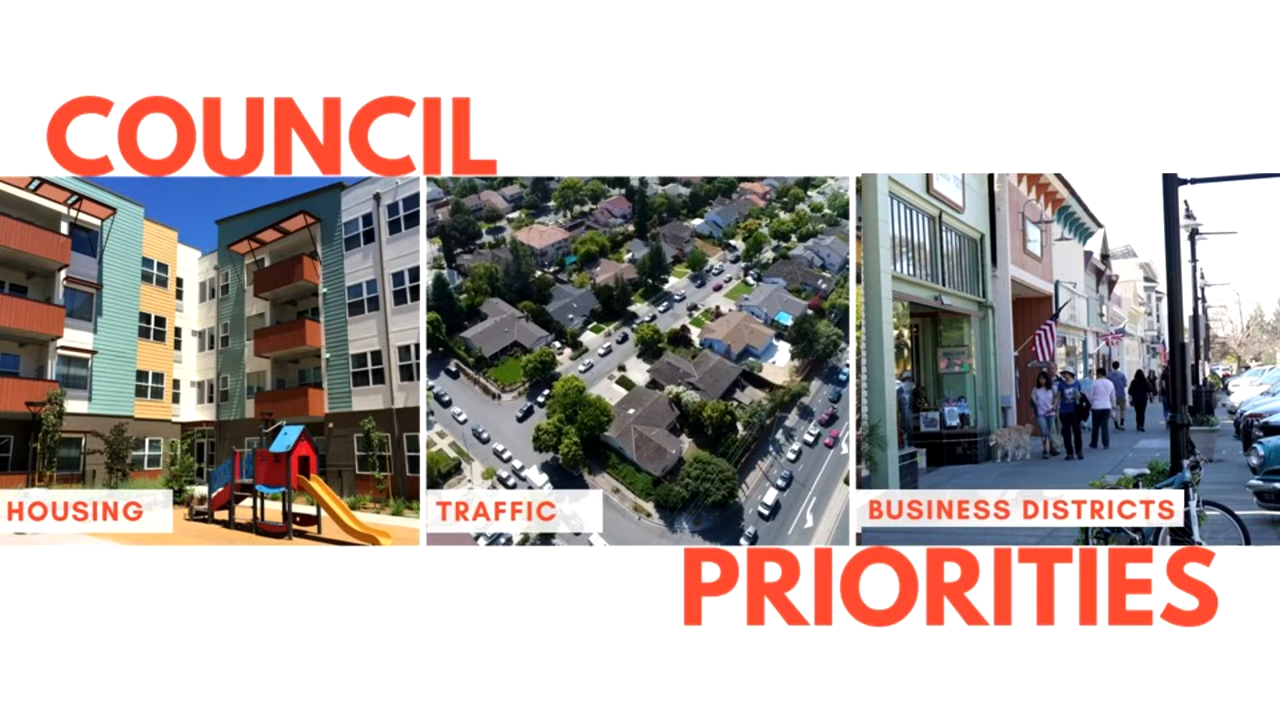 COUNCIL
HOUSING
TRAFFIC
BUSINESS DISTRICTS
PRIORITIES